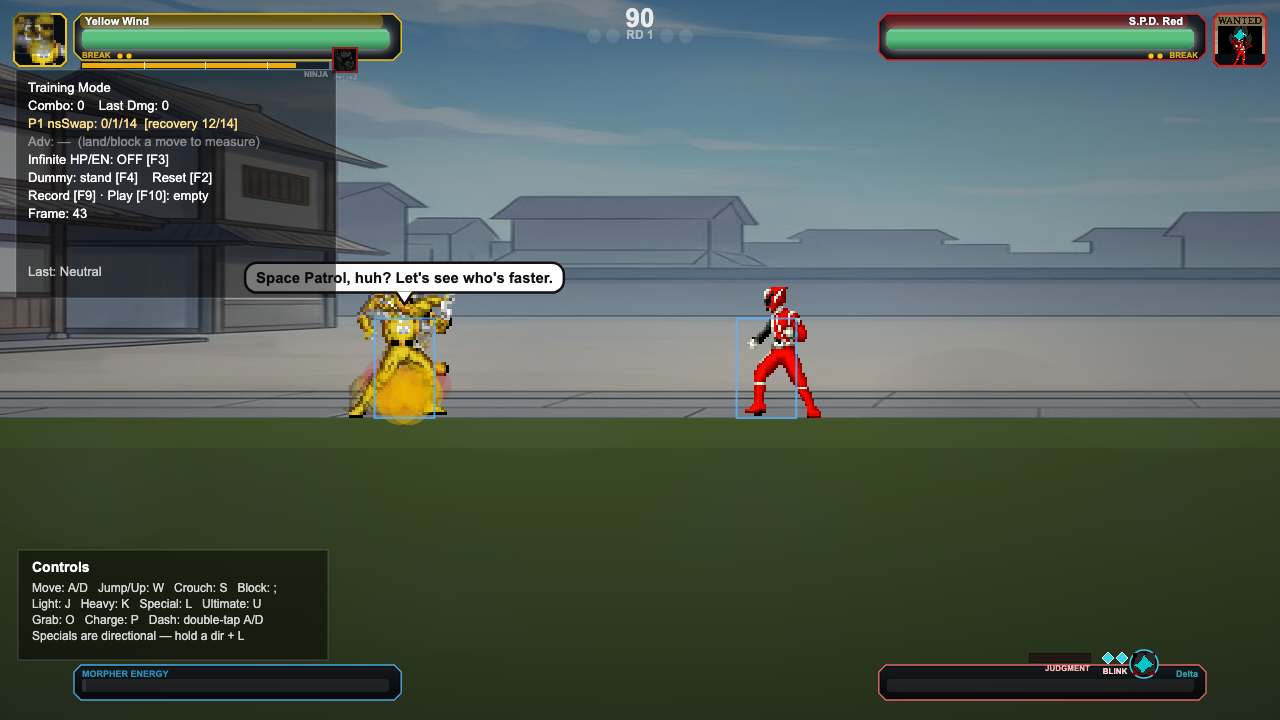 Yellow Wind
90
RD 1
S.P.D. Red
WANTED
BREAK
BREAK
NINJA
Training Mode
Combo: 0 Last Dmg: 0
P1 nsSwap: 0/1/14 [recovery 12/14]
Adv: — (land/block a move to measure)
Infinite HP/EN: OFF [F3]
Dummy: stand [F4] Reset [F2]
Record [F9] · Play [F10]: empty
Frame: 43
Last: Neutral
Space Patrol, huh? Let's see who's faster.
Controls
Move: A/D Jump/Up: W Crouch: S Block: ;
Light: J Heavy: K Special: L Ultimate: U
Grab: O Charge: P Dash: double-tap A/D
Specials are directional — hold a dir + L
MORPHER ENERGY
JUDGMENT
BLINK
Delta